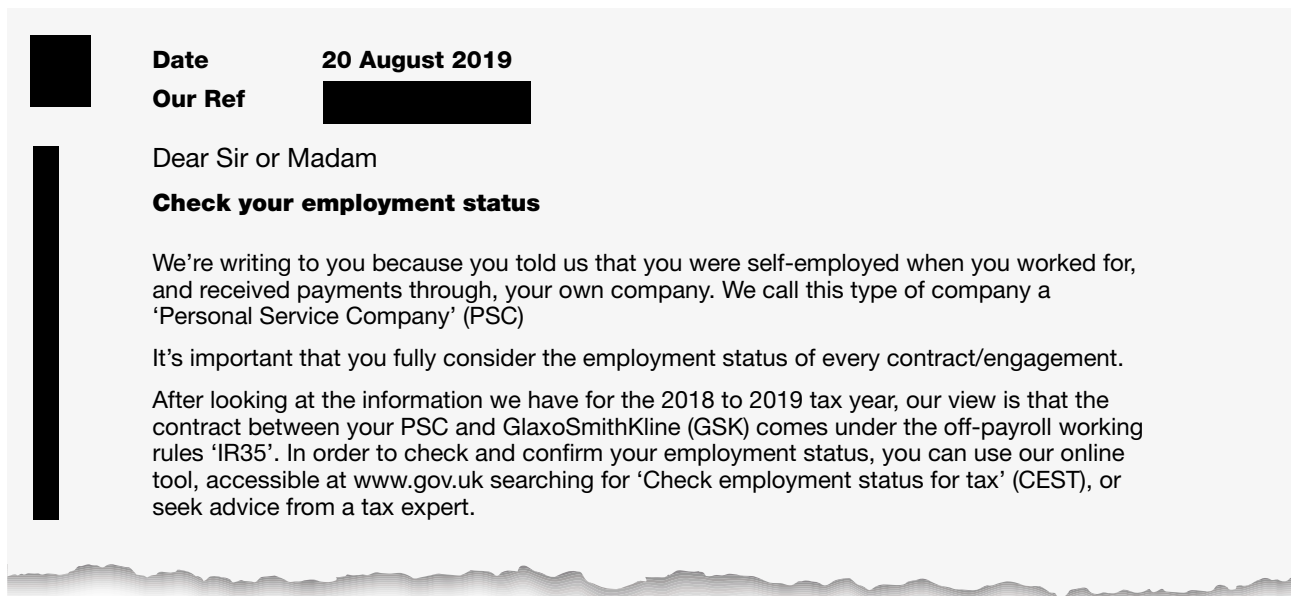 Date 20 August 2019
Our Ref
Dear Sir or Madam
Check your employment status
We’re writing to you because you told us that you were self-employed when you worked for,
and received payments through, your own company. We call this type of company a
‘Personal Service Company’ (PSC)
It’s important that you fully consider the employment status of every contract/engagement.
After looking at the information we have for the 2018 to 2019 tax year, our view is that the
contract between your PSC and GlaxoSmithKline (GSK) comes under the off-payroll working
rules ‘IR35’. In order to check and confirm your employment status, you can use our online
tool, accessible at www.gov.uk searching for ‘Check employment status for tax’ (CEST), or
seek advice from a tax expert.